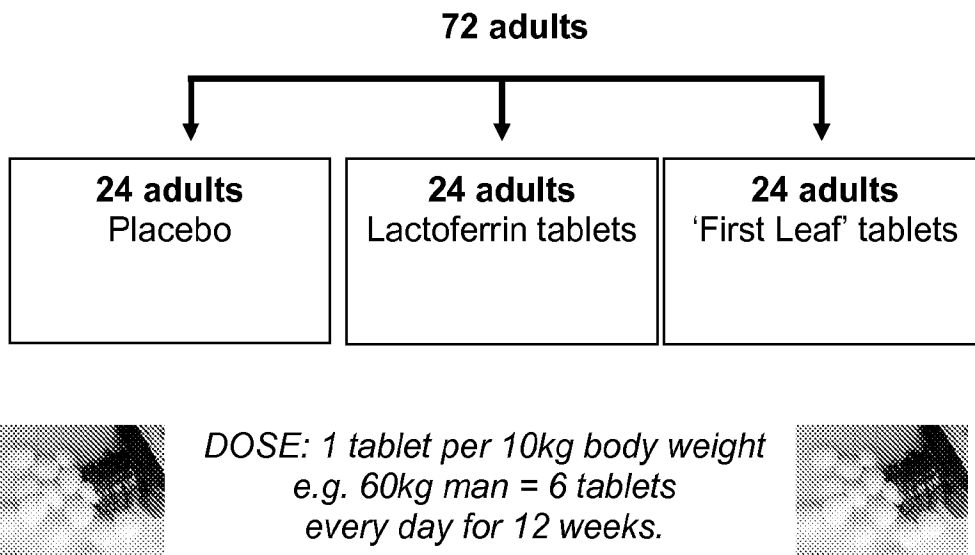 72 adults
24 adults
Placebo
24 adults
Lactoferrin tablets
24 adults
‘First Leaf’ tablets
DOSE: 1 tablet per 10kg body weight
e.g. 60kg man = 6 tablets
every day for 12 weeks.